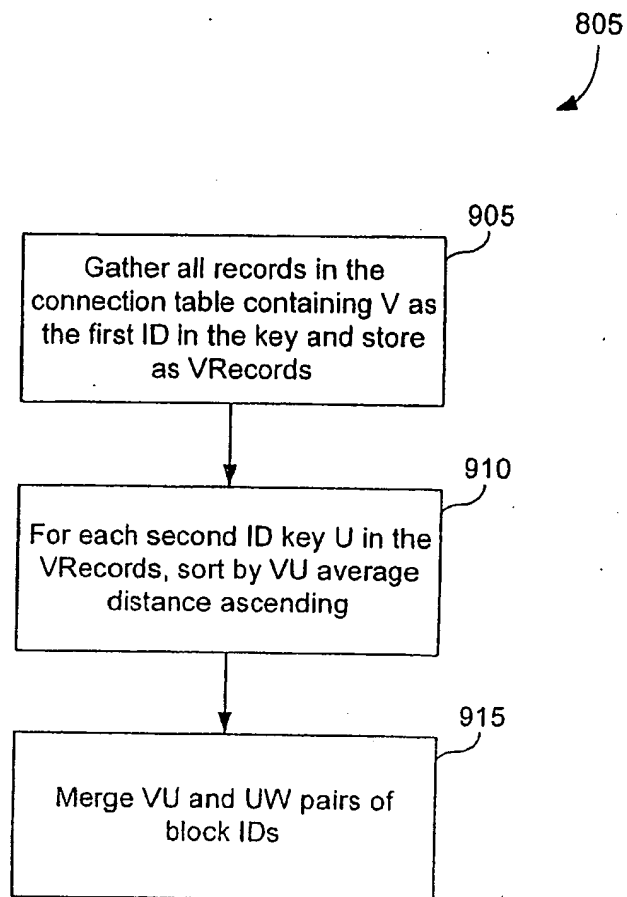 805
905
Gather all records in the
connection table containing V as
the first ID in the key and store
as VRecords
910
For each second ID key U in the
VRecords, sort by VU average
distance ascending
915
Merge VU and UW pairs of
block IDs